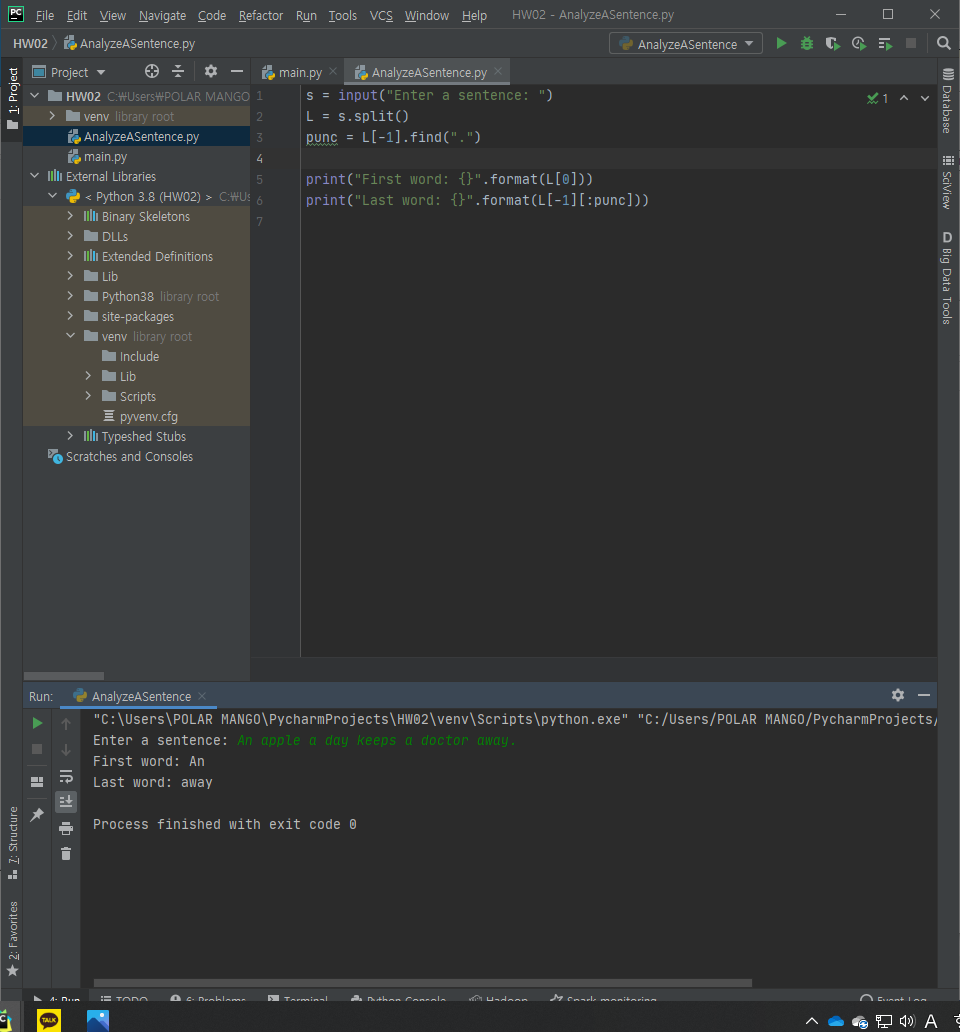 PC File Edit View Navigate Code Refactor Run Tools VCS Window Help HW02 - AnalyzeASentence.py
HW02 AnalyzeASentence.py AnalyzeASentence
1: Project
Project
HW02 C:₩Users₩POLAR MANGO
venv library root
AnalyzeASentence.py
main.py
External Libraries
< Python 3.8 (HW02) > C:₩Us
Binary Skeletons
DLLs
Extended Definitions
Lib
Python38 library root
site-packages
venv library root
Include
Lib
Scripts
pyvenv.cfg
Typeshed Stubs
Scratches and Consoles
main.py AnalyzeASentence.py
1 s = input("Enter a sentence: ")
2 L = s.split()
3 punc = L[-1].find(".")
4
5 print("First word: {}".format(L[0]))
6 print("Last word: {}".format(L[-1][:punc]))
7
1
Database
SciView
D Big Data Tools
Run: AnalyzeASentence
"C:\Users\POLAR MANGO\PycharmProjects\HW02\venv\Scripts\python.exe" "C:/Users/POLAR MANGO/PycharmProjects/
Enter a sentence: An apple a day keeps a doctor away.
First word: An
Last word: away
Process finished with exit code 0
7: Structure
2: Favorites
4: Run TODO 6: Problems Terminal Python Console Hadoop Spark monitoring Event Log
TALK
A